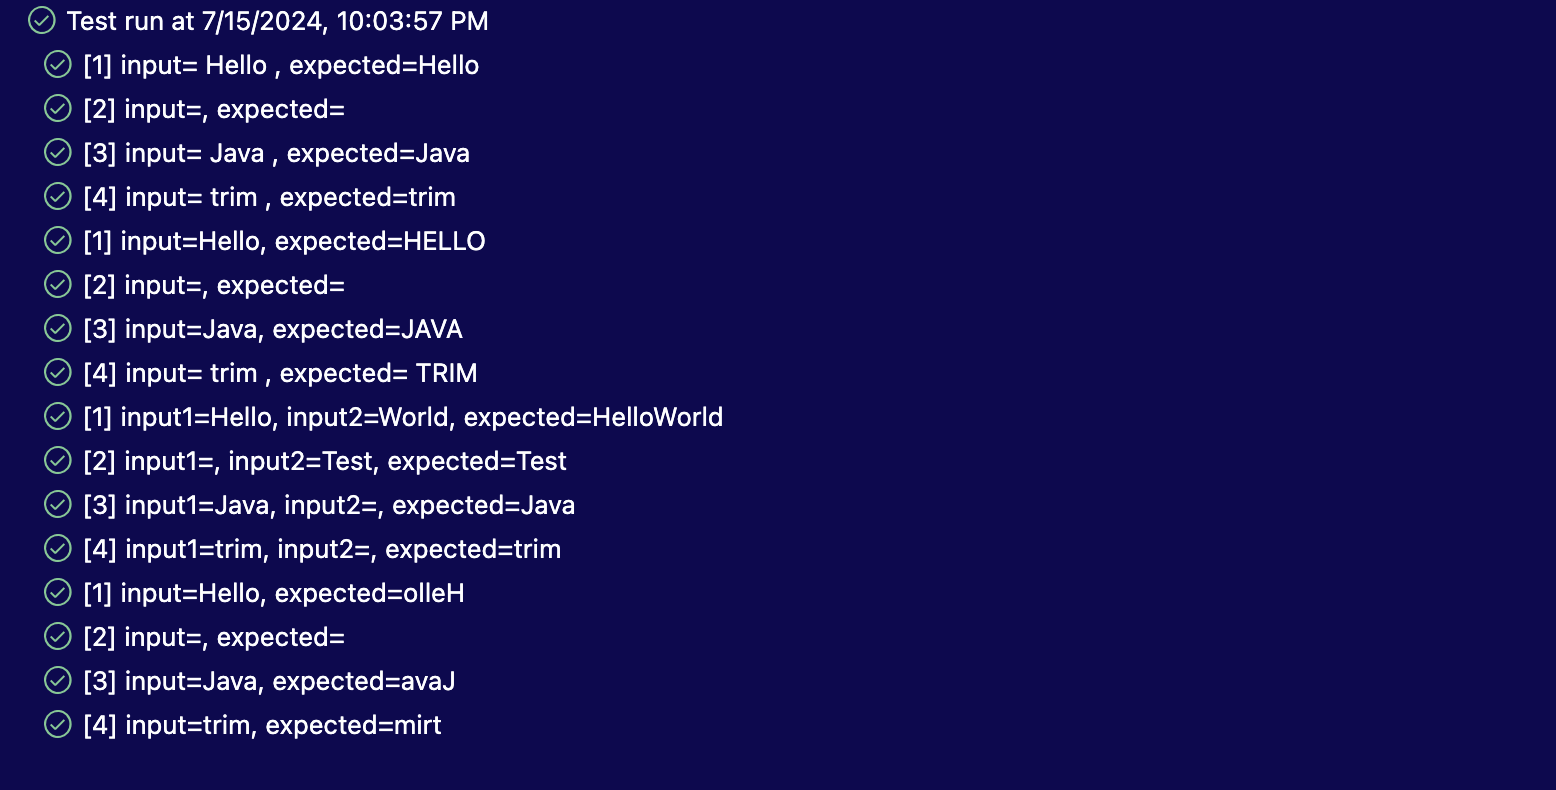 Test run at 7/15/2024, 10:03:57 PM
[1] input= Hello , expected=Hello
[2] input=, expected=
[3] input= Java , expected=Java
[4] input= trim , expected=trim
[1] input=Hello, expected=HELLO
[2] input=, expected=
[3] input=Java, expected=JAVA
[4] input= trim , expected= TRIM
[1] input1=Hello, input2=World, expected=HelloWorld
[2] input1=, input2=Test, expected=Test
[3] input1=Java, input2=, expected=Java
[4] input1=trim, input2=, expected=trim
[1] input=Hello, expected=olleH
[2] input=, expected=
[3] input=Java, expected=avaJ
[4] input=trim, expected=mirt